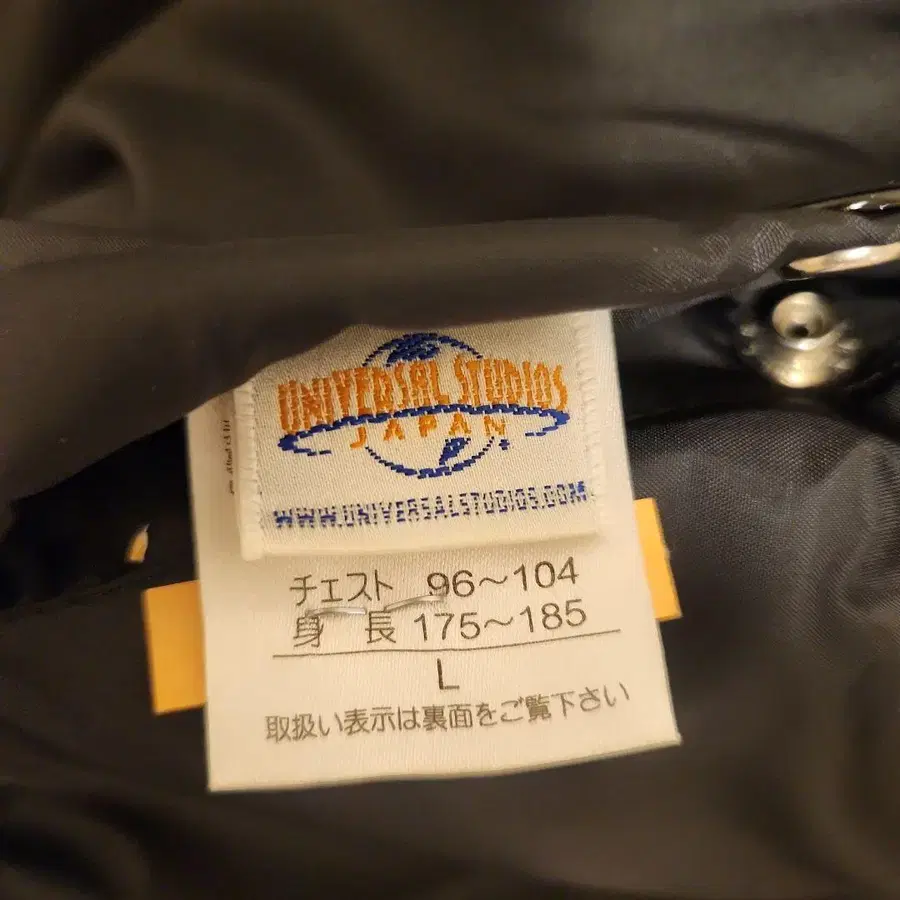 UNIVERSAL STUDIOS
JAPAN
WWW.UNIVERSALSTUDIOS.COM
チェスト 96～104
身 長 175～185
L
取扱い表示は裏面をご覧下さい